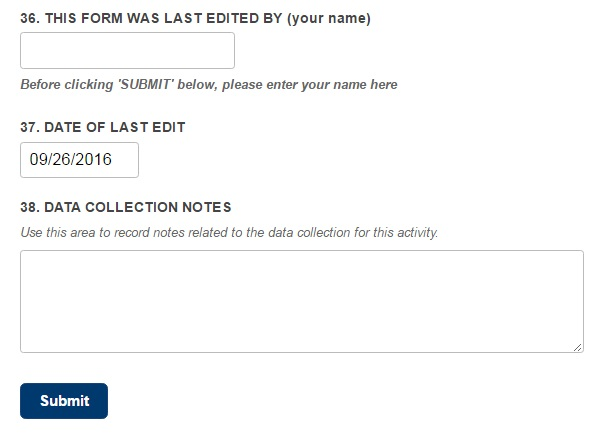 36. THIS FORM WAS LAST EDITED BY (your name)
Before clicking 'SUBMIT' below, please enter your name here
37. DATE OF LAST EDIT
09/26/2016
38. DATA COLLECTION NOTES
Use this area to record notes related to the data collection for this activity.
Submit